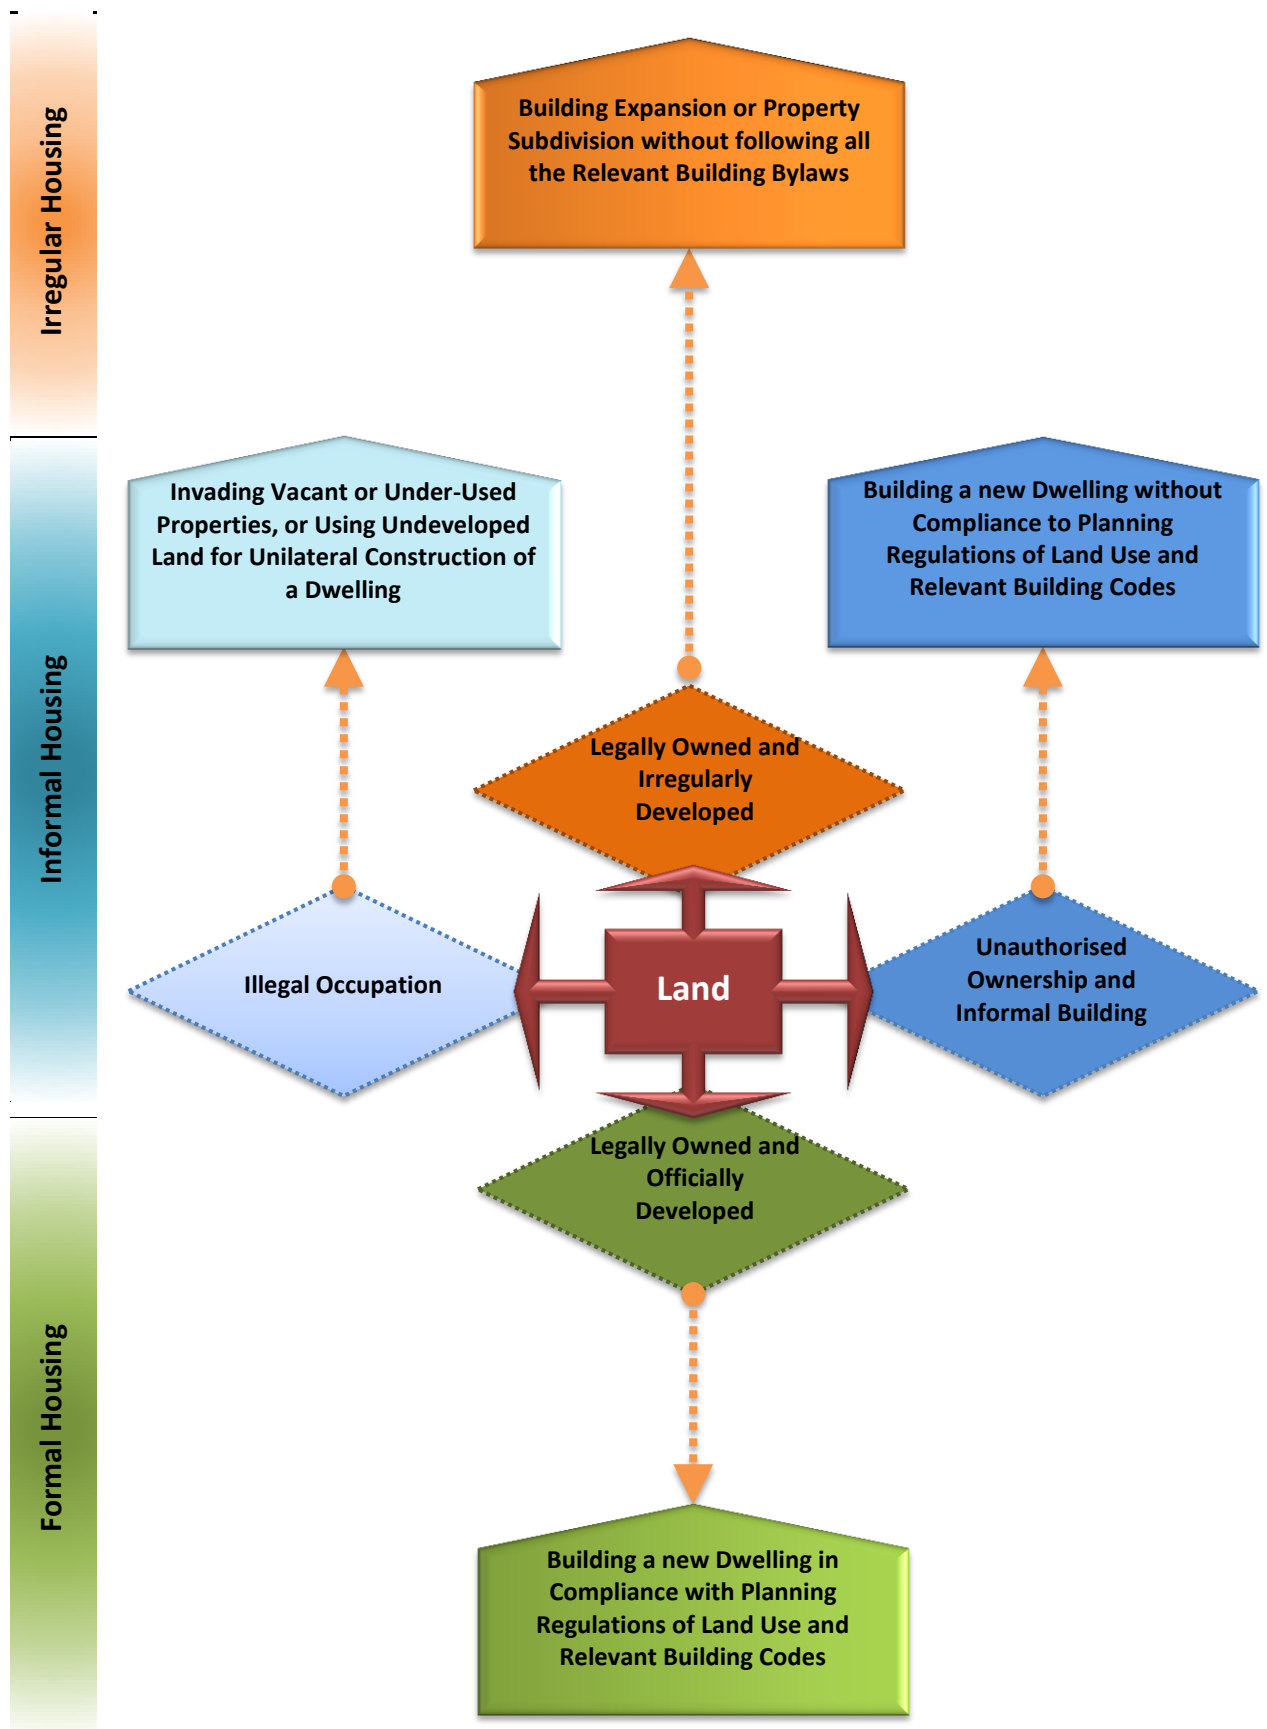 Irregular Housing
Building Expansion or Property
Subdivision without following all
the Relevant Building Bylaws
Informal Housing
Invading Vacant or Under-Used
Properties, or Using Undeveloped
Land for Unilateral Construction of
a Dwelling
Building a new Dwelling without
Compliance to Planning
Regulations of Land Use and
Relevant Building Codes
Legally Owned and
Irregularly
Developed
Illegal Occupation
Land
Unauthorised
Ownership and
Informal Building
Legally Owned and
Officially
Developed
Formal Housing
Building a new Dwelling in
Compliance with Planning
Regulations of Land Use and
Relevant Building Codes